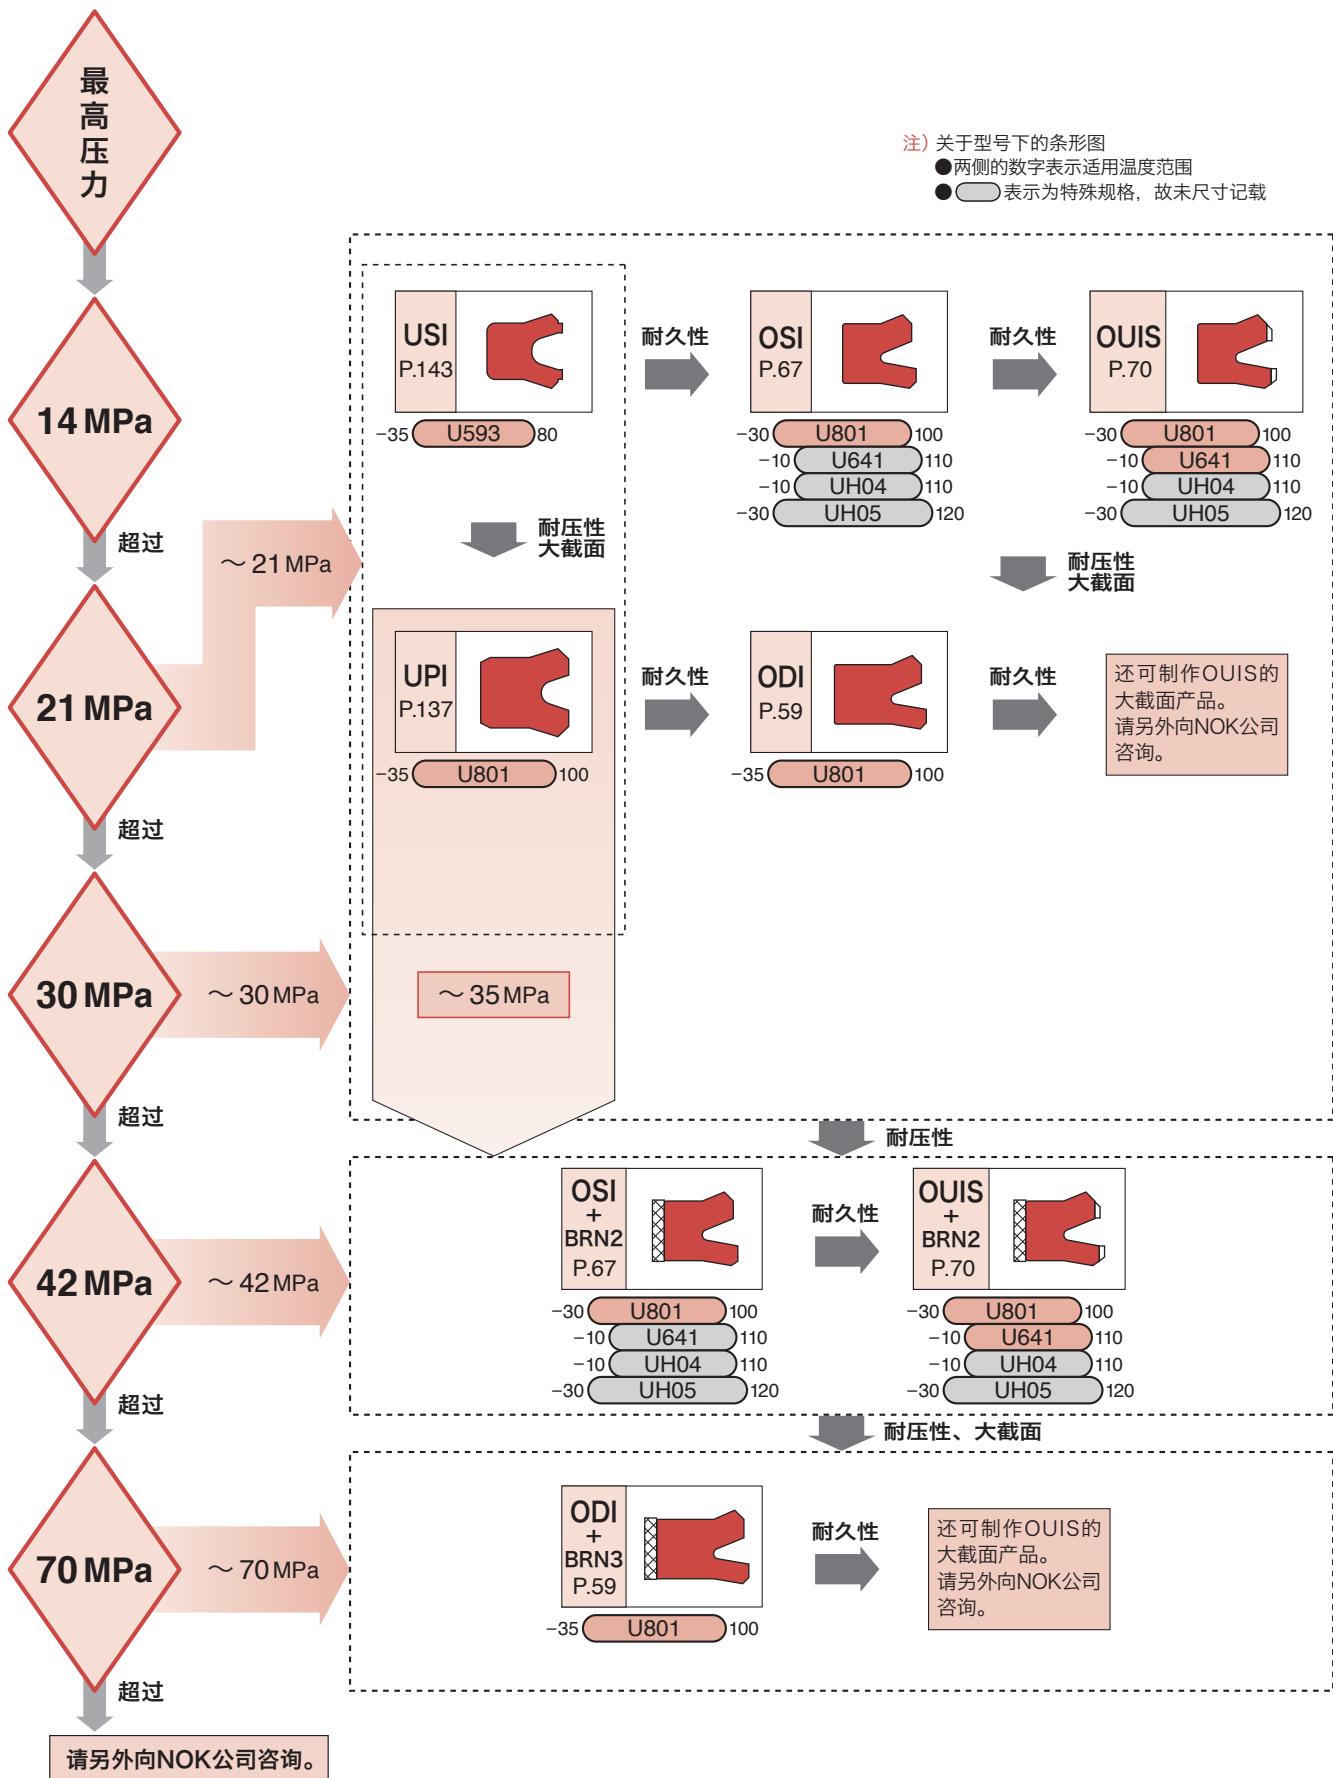 最
高
压
力
注）关于型号下的条形图
●两侧的数字表示适用温度范围
● 表示为特殊规格，故未尺寸记载
14 MPa
超过
21 MPa
超过
30 MPa
超过
42 MPa
超过
70 MPa
超过
请另外向NOK公司咨询。
～21 MPa
USI
P.143
−35 U593 80
耐久性
OSI
P.67
−30 U801 100
−10 U641 110
−10 UH04 110
−30 UH05 120
耐久性
OUIS
P.70
−30 U801 100
−10 U641 110
−10 UH04 110
−30 UH05 120
耐压性
大截面
耐压性
大截面
UPI
P.137
−35 U801 100
耐久性
ODI
P.59
−35 U801 100
耐久性
还可制作OUIS的
大截面产品。
请另外向NOK公司
咨询。
～30 MPa
～35 MPa
耐压性
～42 MPa
OSI
+
BRN2
P.67
−30 U801 100
−10 U641 110
−10 UH04 110
−30 UH05 120
耐久性
OUIS
+
BRN2
P.70
−30 U801 100
−10 U641 110
−10 UH04 110
−30 UH05 120
耐压性、大截面
～70 MPa
ODI
+
BRN3
P.59
−35 U801 100
耐久性
还可制作OUIS的
大截面产品。
请另外向NOK公司
咨询。